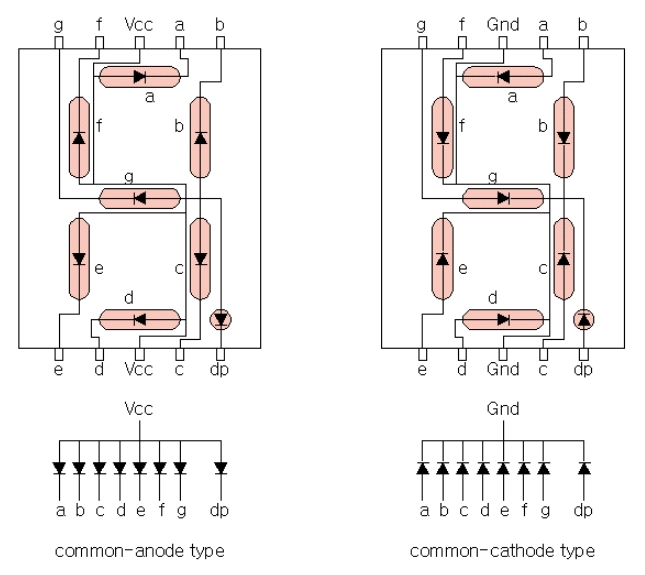 g f Vcc a b
g f Gnd a b
a
a
f b
f b
g
g
e c
e c
d
d
e d Vcc c dp
e d Gnd c dp
Vcc
Gnd
a b c d e f g dp
a b c d e f g dp
common-anode type
common-cathode type